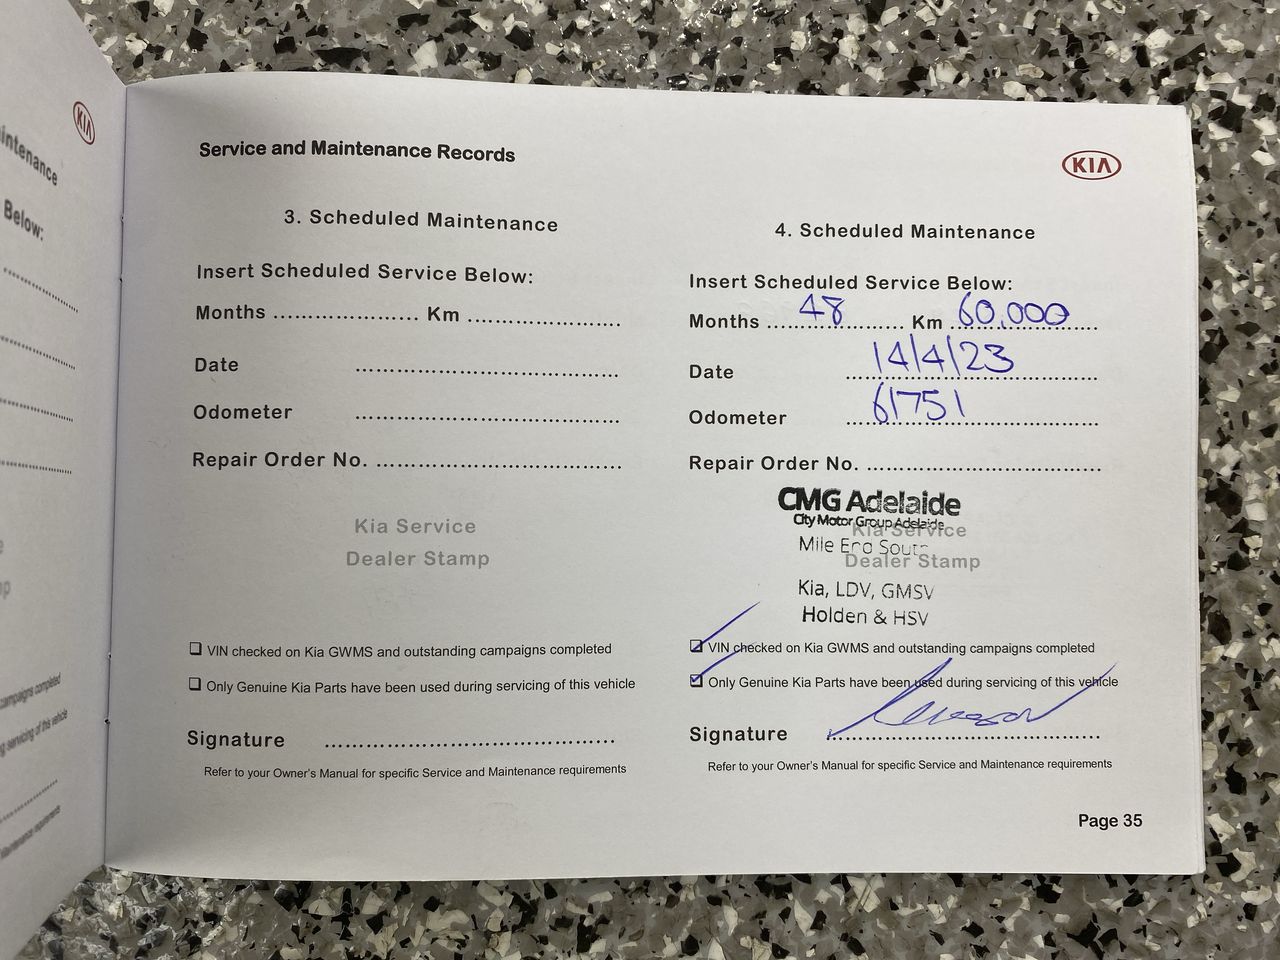 KIA
intenance
Below:
Service and Maintenance Records
KIA
3. Scheduled Maintenance
Insert Scheduled Service Below:
Months .................... Km ......................
Date ......................................
Odometer ......................................
Repair Order No. ...................................
Kia Service
Dealer Stamp
❑ VIN checked on Kia GWMS and outstanding campaigns completed
❑ Only Genuine Kia Parts have been used during servicing of this vehicle
Signature ..........................................
Refer to your Owner's Manual for specific Service and Maintenance requirements
4. Scheduled Maintenance
Insert Scheduled Service Below:
Months 48 Km 60,000
Date 14/4/23
Odometer 61751
Repair Order No. ..................................
CMG Adelaide
City Motor Group Adelaide
Kia Service
Mile End South
Dealer Stamp
Kia, LDV, GMSV
Holden & HSV
❑ VIN checked on Kia GWMS and outstanding campaigns completed
❑ Only Genuine Kia Parts have been used during servicing of this vehicle
Signature .......................................
Refer to your Owner's Manual for specific Service and Maintenance requirements
Page 35